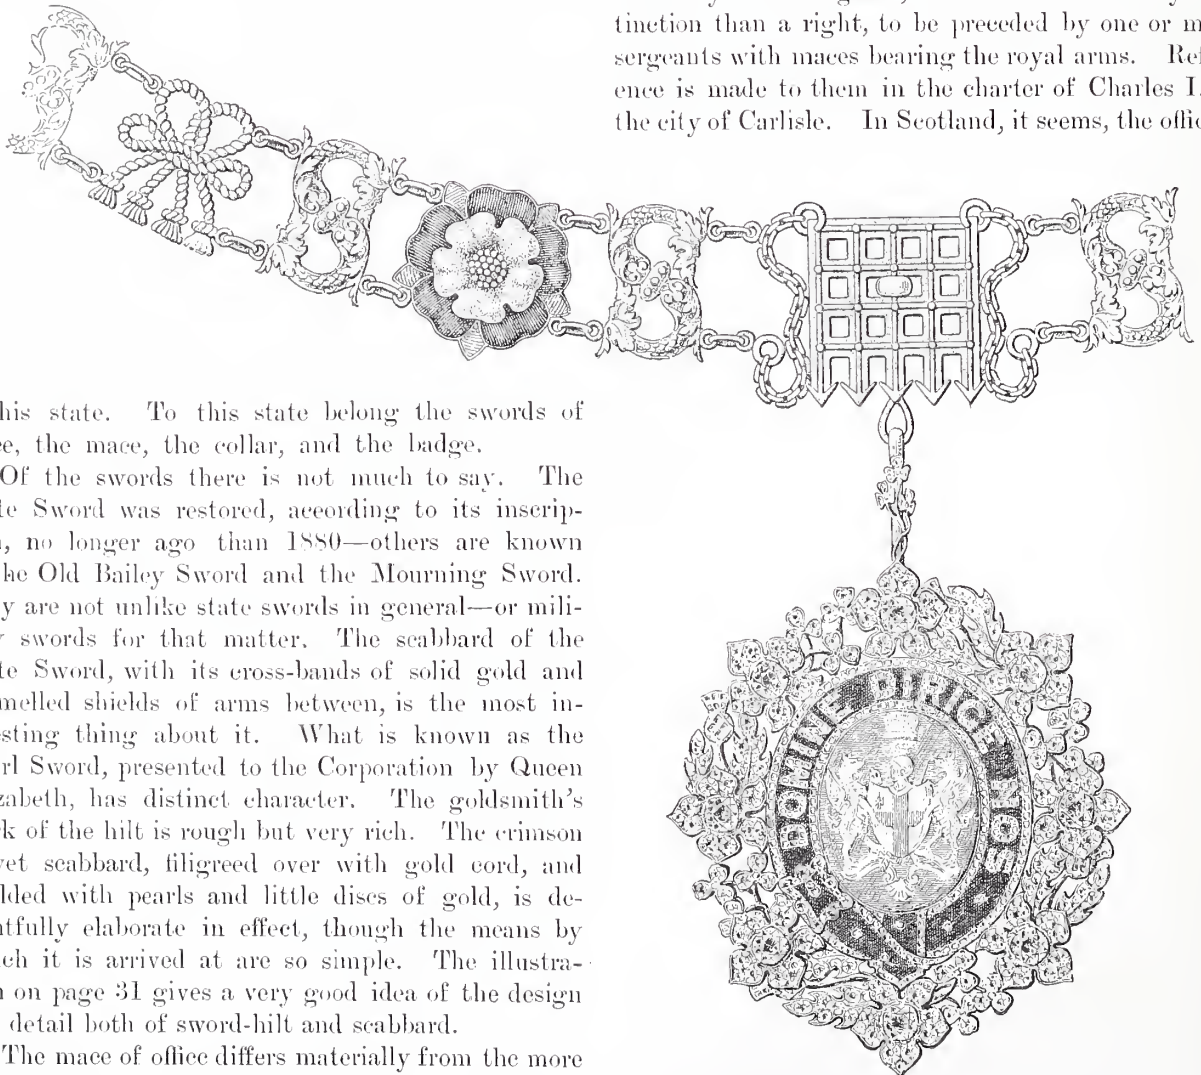 tinction than a right, to be preceded by one or m
sergeants with maces bearing the royal arms. Ref
ence is made to them in the charter of Charles I.
the city of Carlisle. In Scotland, it seems, the offic
DOMINE DIRIGE NOS
his state. To this state belong the swords of
e, the mace, the collar, and the badge.
Of the swords there is not much to say. The
te Sword was restored, according to its inscrip-
, no longer ago than 1880—others are known
he Old Bailey Sword and the Mourning Sword.
y are not unlike state swords in general—or mili-
swords for that matter. The scabbard of the
te Sword, with its cross-bands of solid gold and
melled shields of arms between, is the most in-
sting thing about it. What is known as the
rl Sword, presented to the Corporation by Queen
zabeth, has distinct character. The goldsmith's
k of the hilt is rough but very rich. The crimson
vet scabbard, filigreed over with gold cord, and
lded with pearls and little discs of gold, is de-
htfully elaborate in effect, though the means by
ich it is arrived at are so simple. The illustra-
n on page 31 gives a very good idea of the design
detail both of sword-hilt and scabbard.
The mace of office differs materially from the more